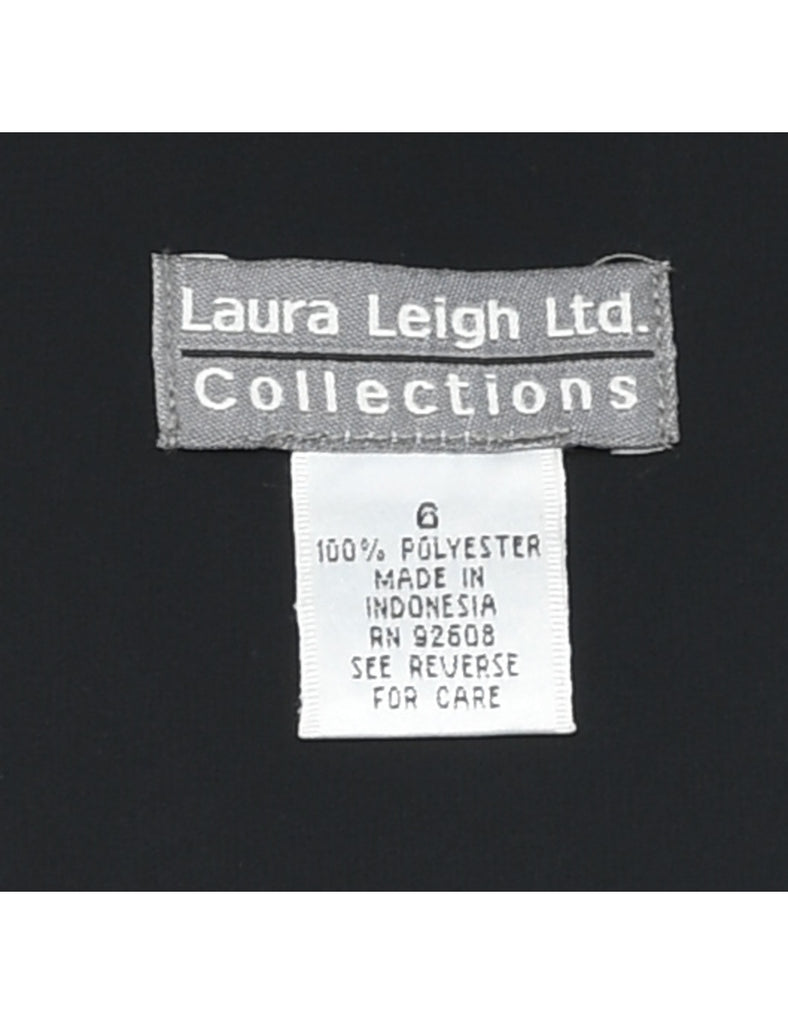 Laura Leigh Ltd.
Collections
6
100% POLYESTER
MADE IN
INDONESIA
RN 92608
SEE REVERSE
FOR CARE